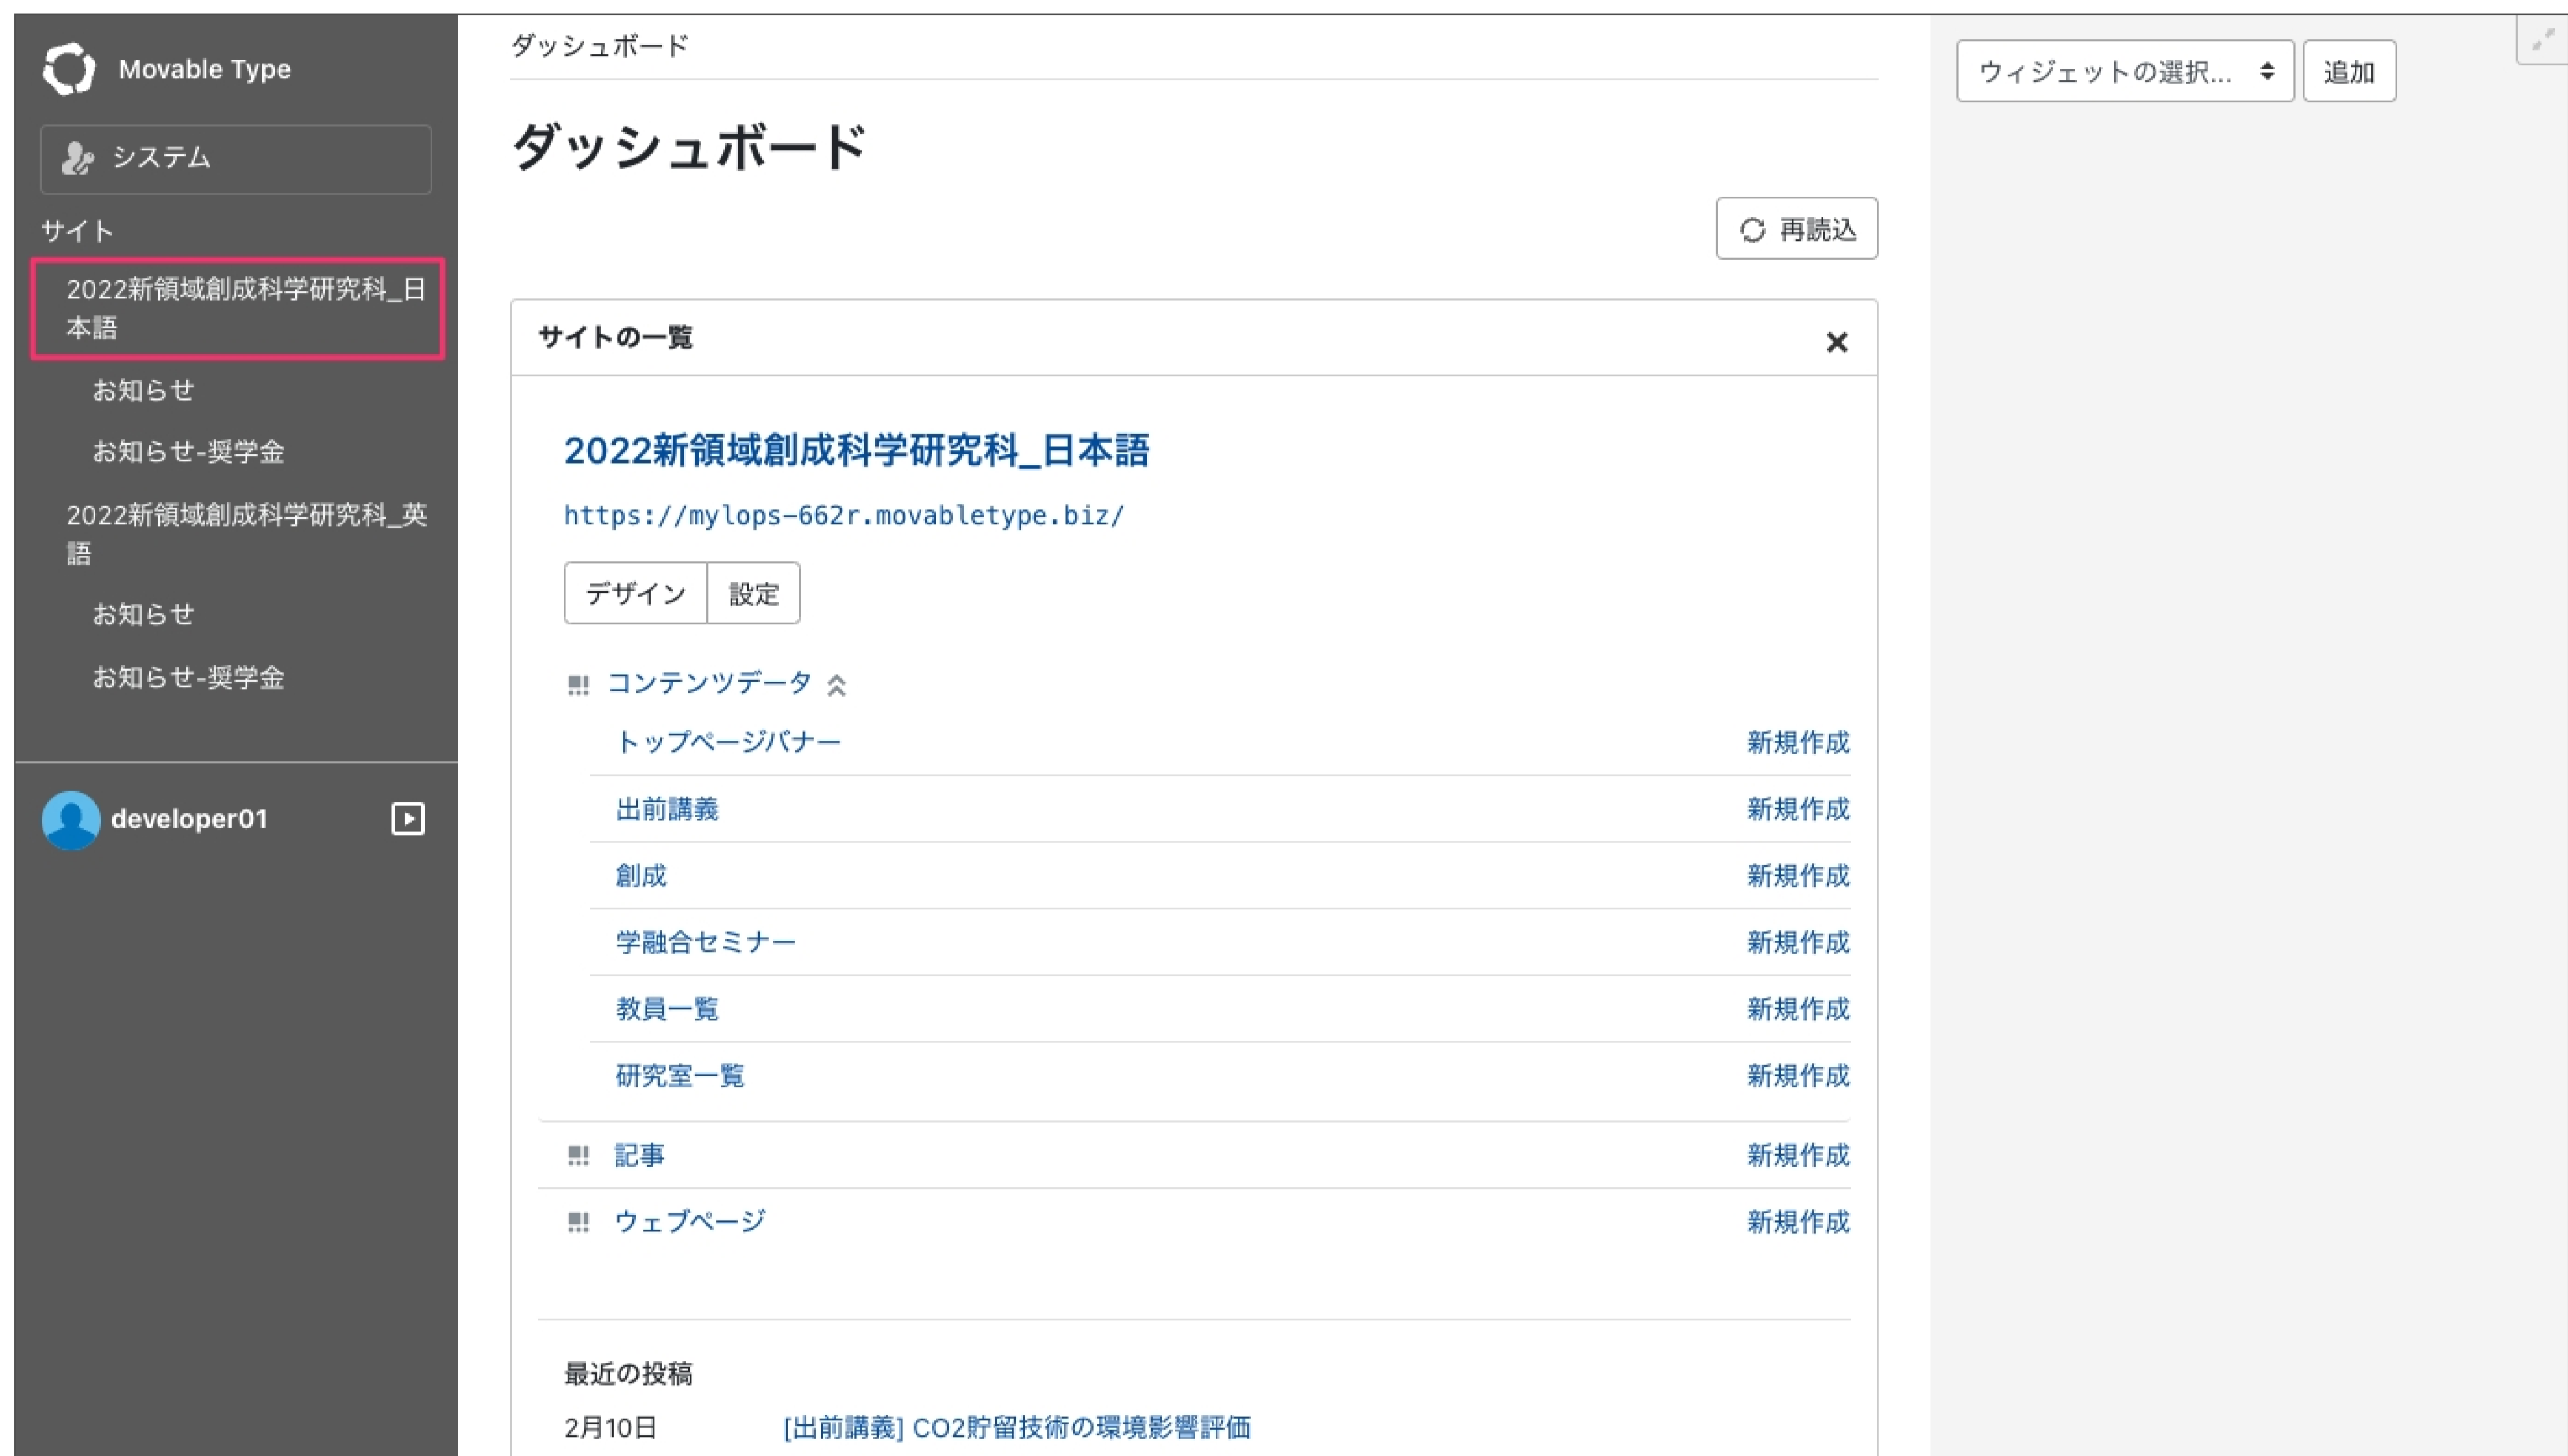 Movable Type
システム
サイト
2022新領域創成科学研究科_日
本語
お知らせ
お知らせ-奨学金
2022新領域創成科学研究科_英
語
お知らせ
お知らせ-奨学金
developer01
ダッシュボード
ダッシュボード
再読込
サイトの一覧
2022新領域創成科学研究科_日本語
https://mylops-662r.movabletype.biz/
デザイン 設定
コンテンツデータ
トップページバナー 新規作成
出前講義 新規作成
創成 新規作成
学融合セミナー 新規作成
教員一覧 新規作成
研究室一覧 新規作成
記事 新規作成
ウェブページ 新規作成
最近の投稿
2月10日 [出前講義] CO2貯留技術の環境影響評価
ウィジェットの選択... 追加